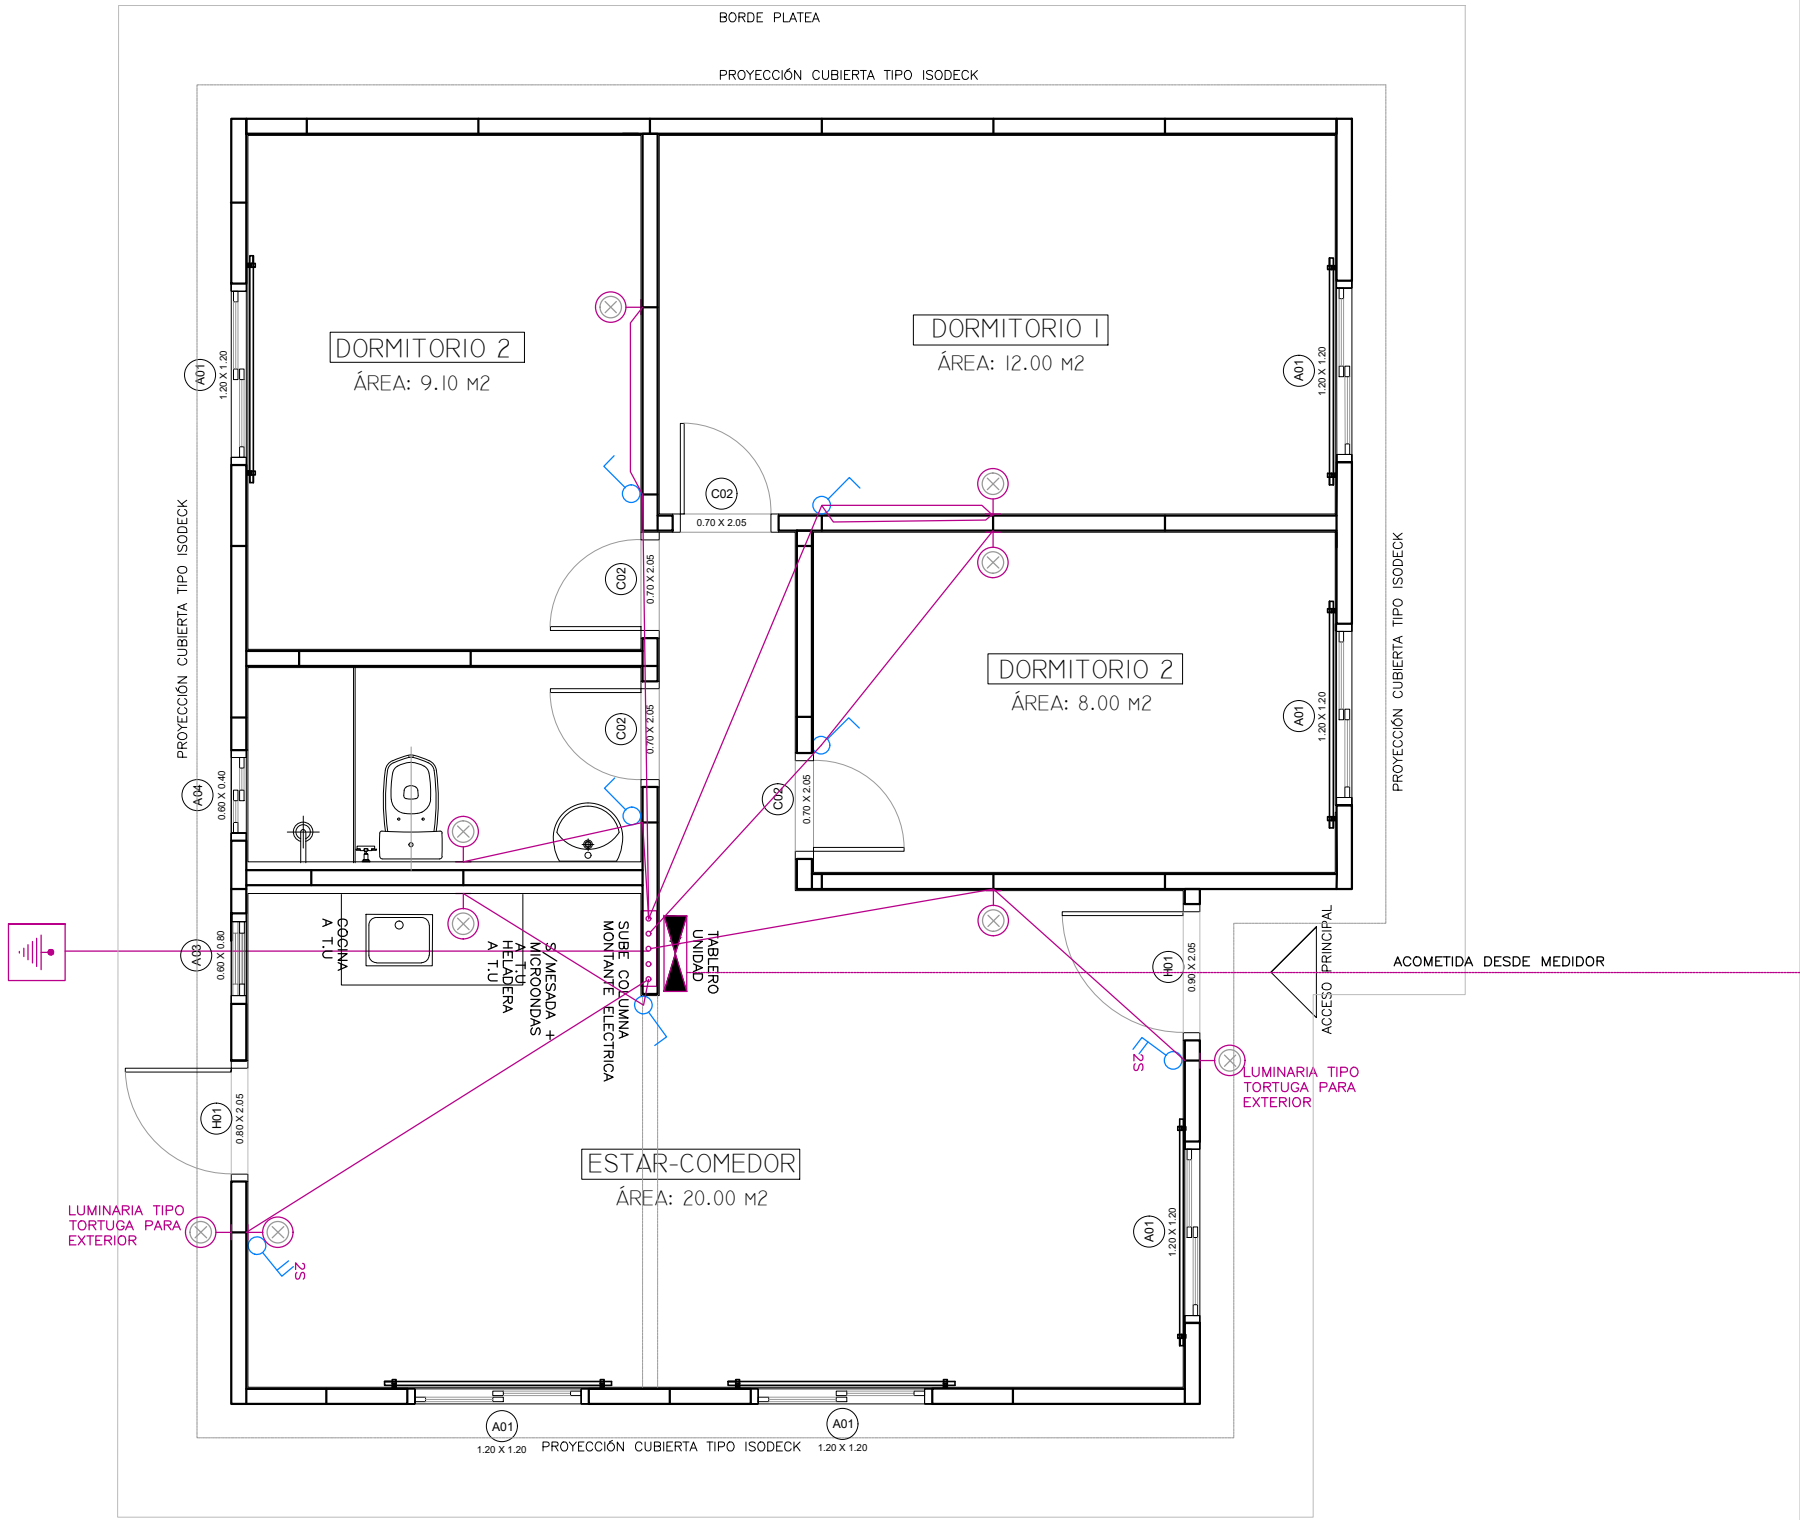 BORDE PLATEA
PROYECCIÓN CUBIERTA TIPO ISODECK
DORMITORIO 2
ÁREA: 9.10 M2
DORMITORIO 1
ÁREA: 12.00 M2
A01
1.20 X 1.20
A01
1.20 X 1.20
C02
0.70 X 2.05
C02
0.70 X 2.05
PROYECCIÓN CUBIERTA TIPO ISODECK
PROYECCIÓN CUBIERTA TIPO ISODECK
DORMITORIO 2
ÁREA: 8.00 M2
A01
1.20 X 1.20
C02
0.70 X 2.05
C02
0.70 X 2.05
A04
0.60 X 0.40
A03
0.60 X 0.80
COCINA
A T.U
S/MESADA +
MICROONDAS
A T.U
HELADERA
A T.U
SUBE COLUMNA
MONTANTE ELECTRICA
TABLERO
UNIDAD
H01
0.90 X 2.05
ACCESO PRINCIPAL
ACOMETIDA DESDE MEDIDOR
2S
LUMINARIA TIPO
TORTUGA PARA
EXTERIOR
H01
0.80 X 2.05
ESTAR-COMEDOR
ÁREA: 20.00 M2
LUMINARIA TIPO
TORTUGA PARA
EXTERIOR
2S
A01
1.20 X 1.20
A01
1.20 X 1.20
PROYECCIÓN CUBIERTA TIPO ISODECK
A01
1.20 X 1.20